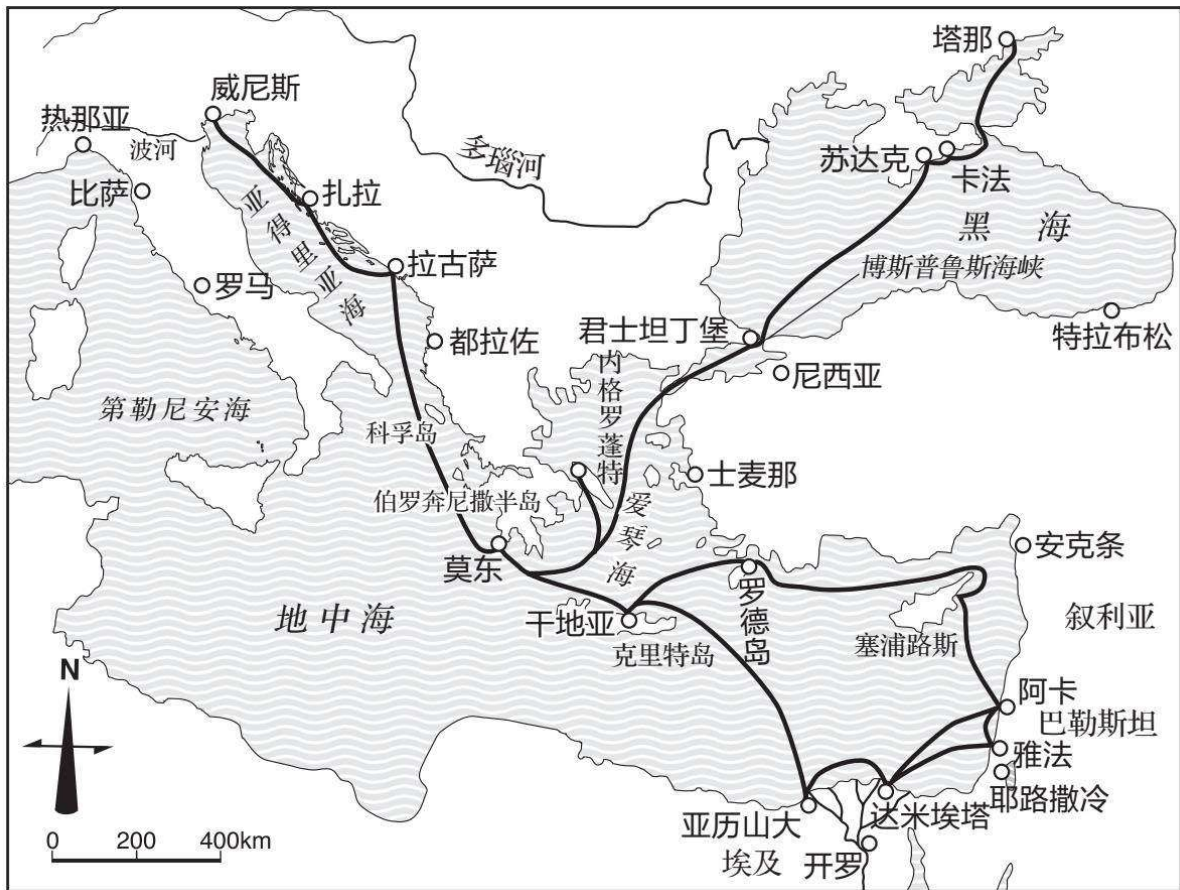 塔那
威尼斯
热那亚
波河
多瑙河
苏达克
卡法
比萨
扎拉
亚得里亚海
黑海
拉古萨
博斯普鲁斯海峡
罗马
都拉佐
君士坦丁堡
特拉布松
内格罗蓬特
尼西亚
第勒尼安海
科孚岛
士麦那
伯罗奔尼撒半岛
爱琴海
安克条
莫东
罗德岛
地中海
干地亚
克里特岛
塞浦路斯
叙利亚
N
阿卡
巴勒斯坦
雅法
耶路撒冷
亚历山大
达米埃塔
0 200 400km
埃及
开罗